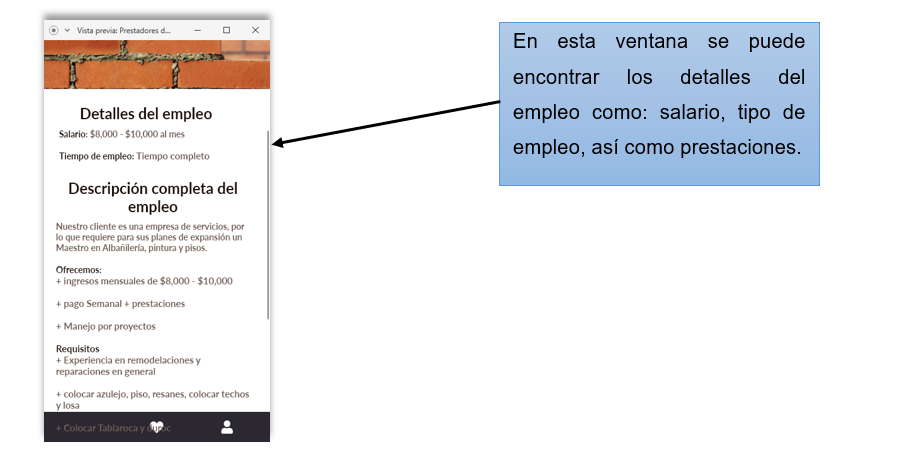 Vista previa: Prestadores d...
Detalles del empleo
Salario: $8,000 - $10,000 al mes
Tiempo de empleo: Tiempo completo
Descripción completa del
empleo
Nuestro cliente es una empresa de servicios, por
lo que requiere para sus planes de expansión un
Maestro en Albañilería, pintura y pisos.
Ofrecemos:
+ ingresos mensuales de $8,000 - $10,000
+ pago Semanal + prestaciones
+ Manejo por proyectos
Requisitos
+ Experiencia en remodelaciones y
reparaciones en general
+ colocar azulejo, piso, resanes, colocar techos
y losa
+ Colocar Tablaroca y
En esta ventana se puede
encontrar los detalles del
empleo como: salario, tipo de
empleo, así como prestaciones.